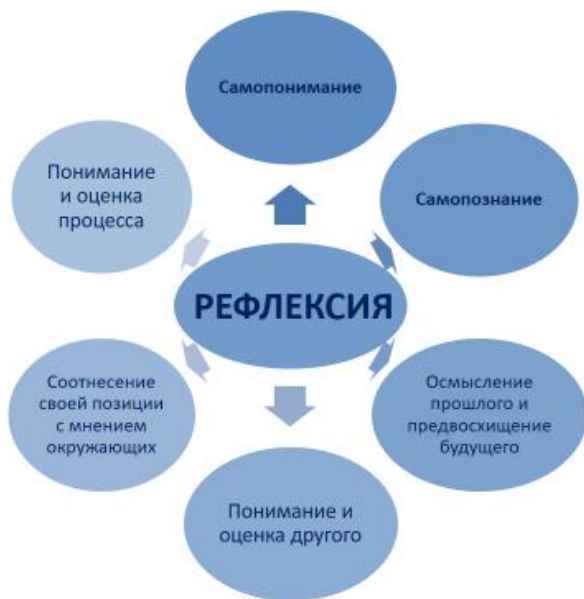 Самопонимание
Понимание
и оценка
процесса
Самопознание
РЕФЛЕКСИЯ
Соотнесение
своей позиции
с мнением
окружающих
Осмысление
прошлого и
предвосхищение
будущего
Понимание и
оценка другого